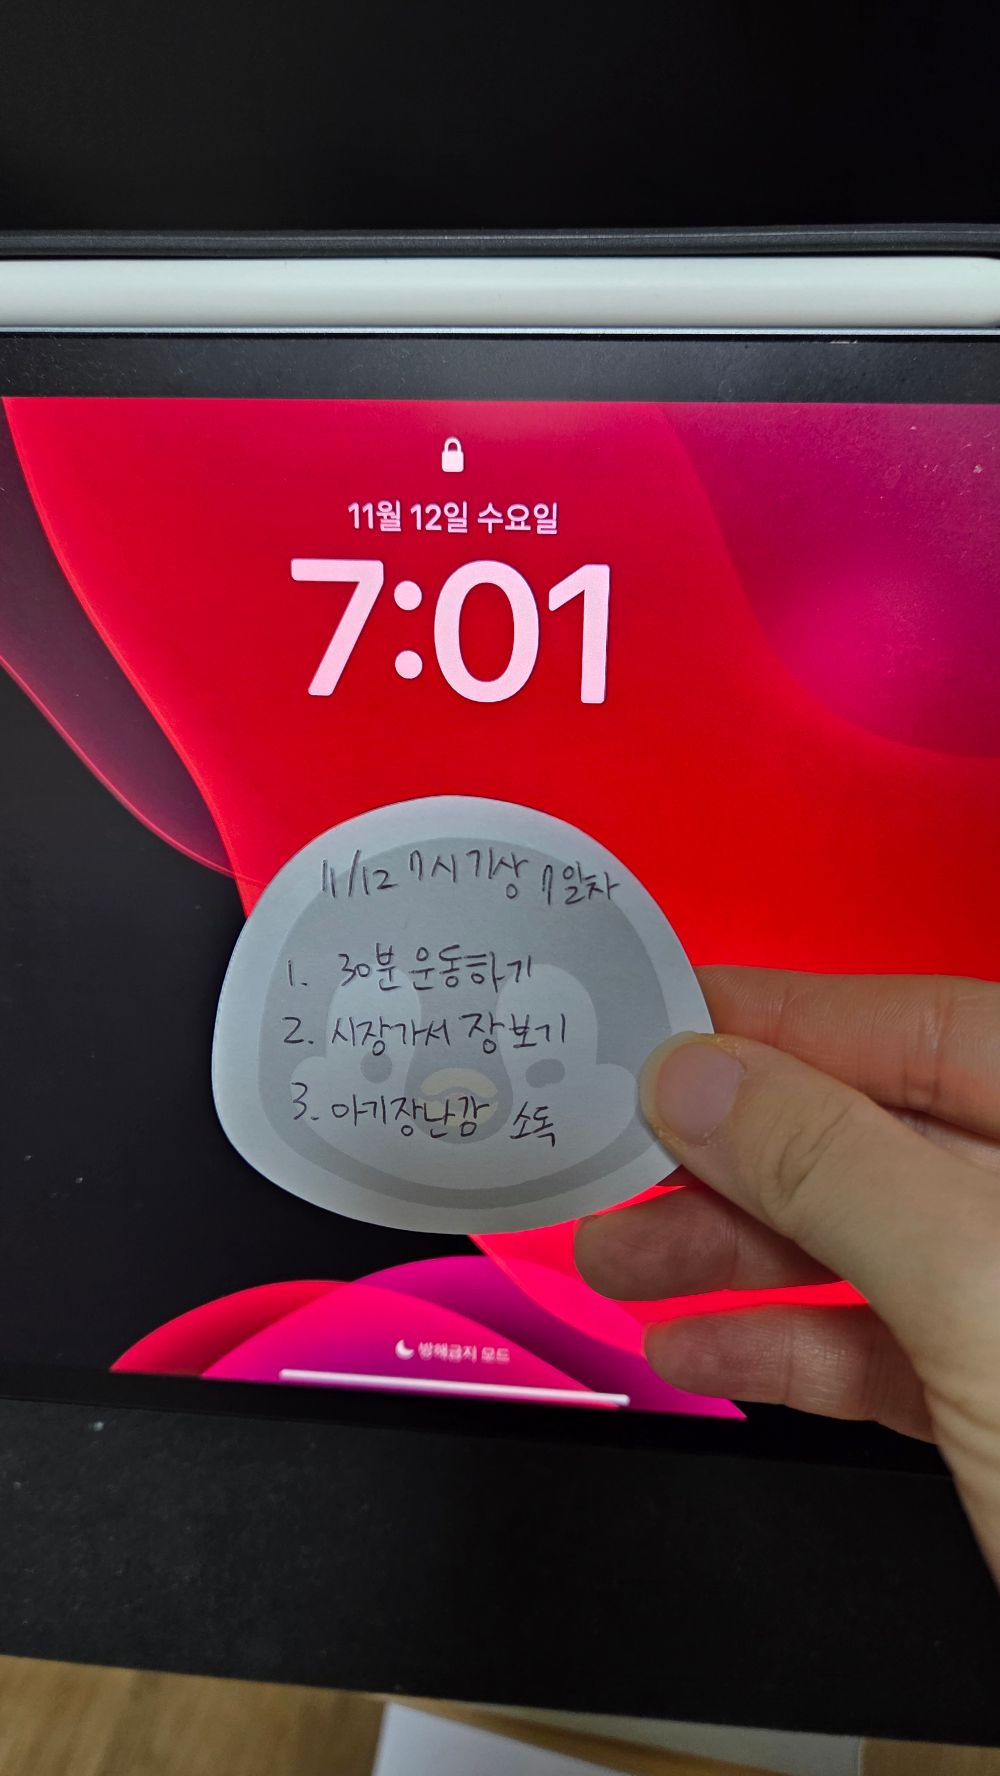 11월 12일 수요일
7:01
11/12 7시 기상 7일차
1. 30분 운동하기
2. 시장가서 장보기
3. 아기장난감 소독
방해금지 모드